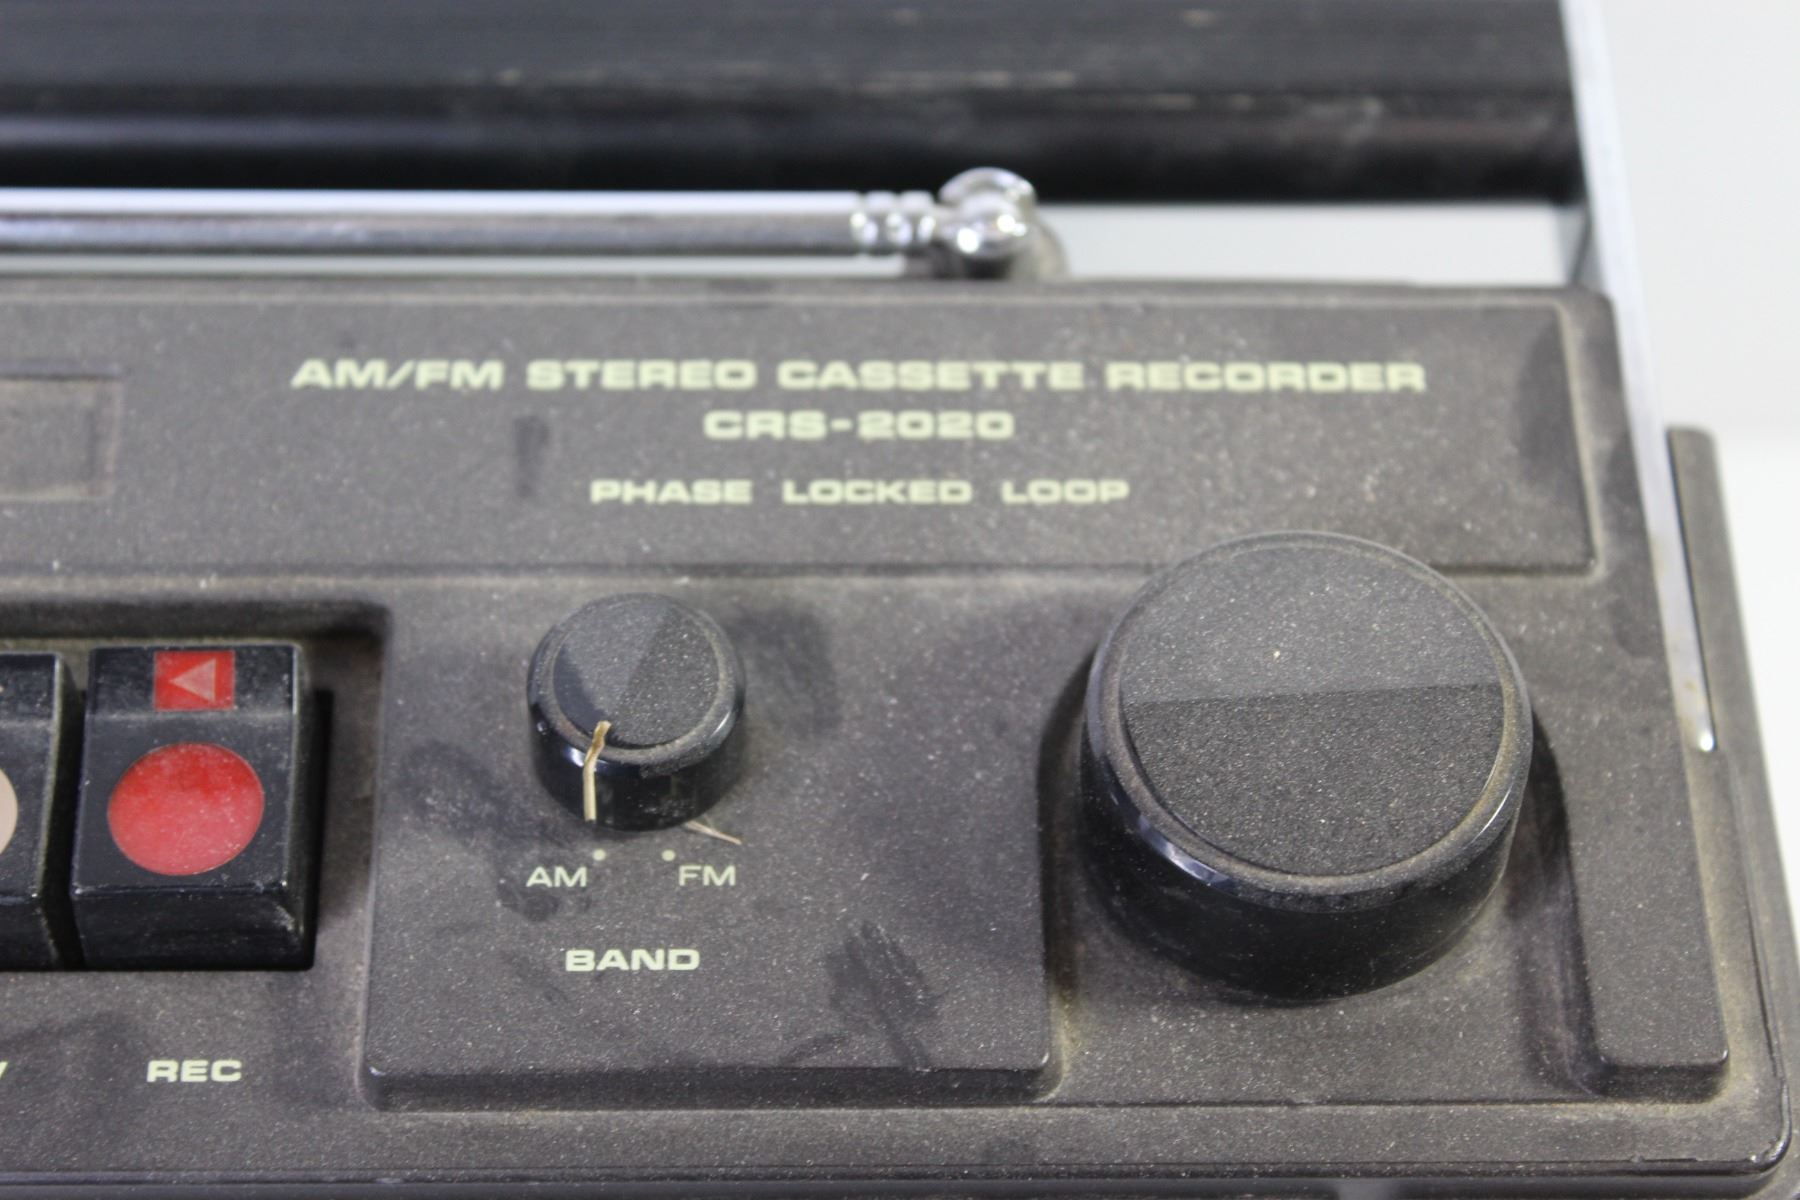 AM/FM STEREO CASSETTE RECORDER
CRS-2020
PHASE LOCKED LOOP
AM FM
BAND
REC